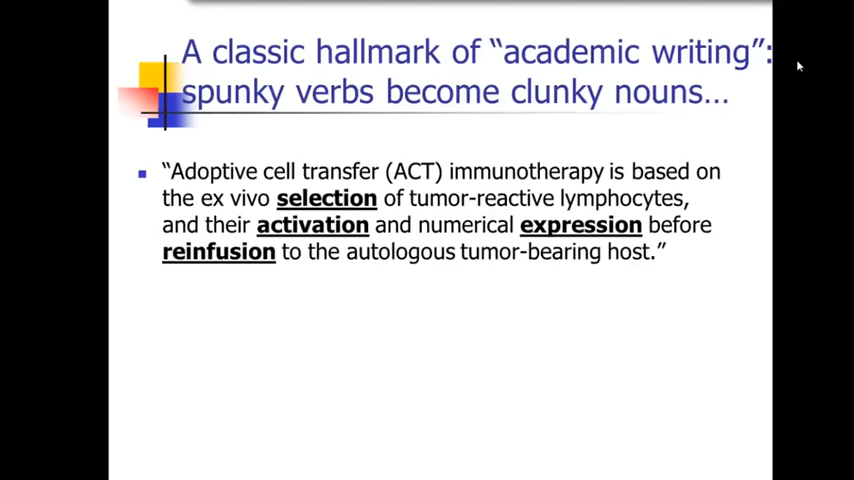 A classic hallmark of “academic writing”:
spunky verbs become clunky nouns…
“Adoptive cell transfer (ACT) immunotherapy is based on
the ex vivo selection of tumor-reactive lymphocytes,
and their activation and numerical expression before
reinfusion to the autologous tumor-bearing host.”